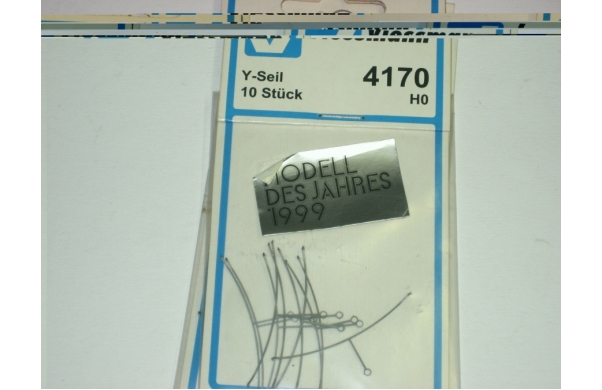 Y-Seil
10 Stück
4170
H0
MODELL
DES JAHRES
1999